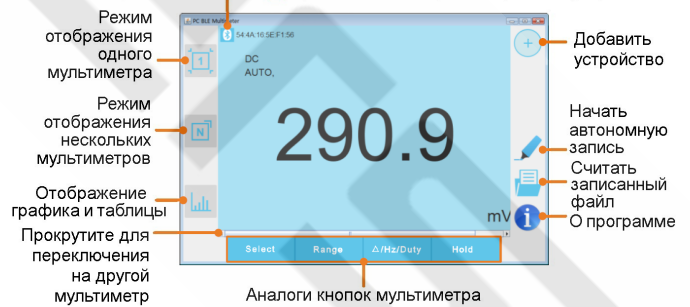 Режим
отображения
одного
мультиметра
Режим
отображения
нескольких
мультиметров
Отображение
графика и таблицы
Прокрутите для
переключения
на другой
мультиметр
PC BLE Multimeter
54:4A:16:5E:F1:56
DC
AUTO,
1
N
290.9
mV
Select Range △/Hz/Duty Hold
Аналоги кнопок мультиметра
Добавить
устройство
Начать
автономную
запись
Считать
записанный
файл
О программе